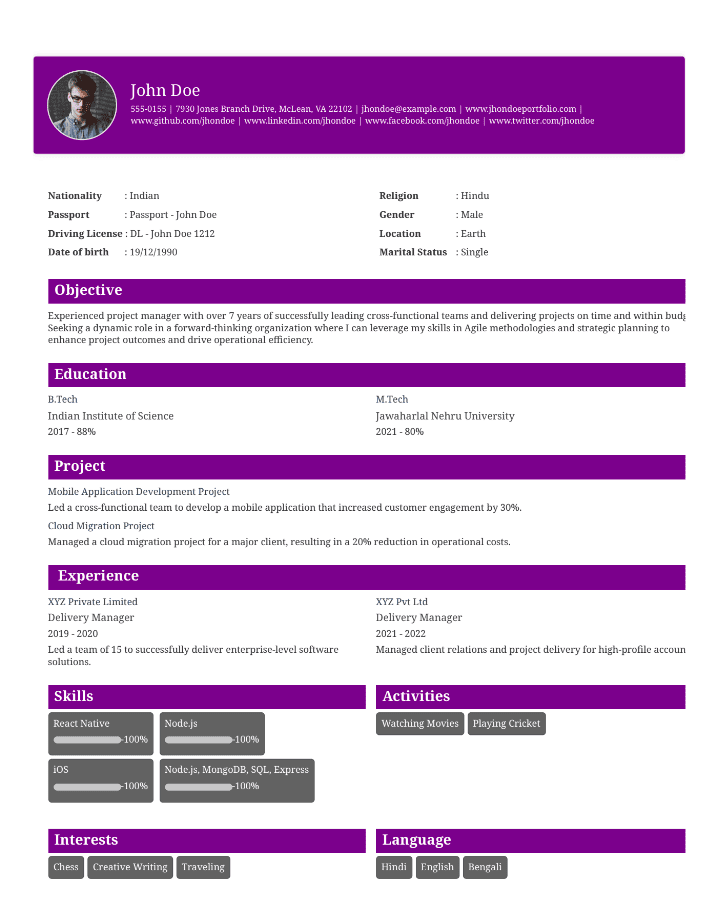 John Doe
555-0155 | 7930 Jones Branch Drive, McLean, VA 22102 | jhondoe@example.com | www.jhondoeportfolio.com |
www.github.com/jhondoe | www.linkedin.com/jhondoe | www.facebook.com/jhondoe | www.twitter.com/jhondoe
Nationality : Indian
Religion : Hindu
Passport : Passport - John Doe
Gender : Male
Driving License : DL - John Doe 1212
Location : Earth
Date of birth : 19/12/1990
Marital Status : Single
Objective
Experienced project manager with over 7 years of successfully leading cross-functional teams and delivering projects on time and within
Seeking a dynamic role in a forward-thinking organization where I can leverage my skills in Agile methodologies and strategic planning to
enhance project outcomes and drive operational efficiency.
Education
B.Tech
Indian Institute of Science
2017 - 88%
M.Tech
Jawaharlal Nehru University
2021 - 80%
Project
Mobile Application Development Project
Led a cross-functional team to develop a mobile application that increased customer engagement by 30%.
Cloud Migration Project
Managed a cloud migration project for a major client, resulting in a 20% reduction in operational costs.
Experience
XYZ Private Limited
Delivery Manager
2019 - 2020
Led a team of 15 to successfully deliver enterprise-level software
solutions.
XYZ Pvt Ltd
Delivery Manager
2021 - 2022
Managed client relations and project delivery for high-profile accoun
Skills
React Native
-100%
Node.js
-100%
iOS
-100%
Node.js, MongoDB, SQL, Express
-100%
Activities
Watching Movies
Playing Cricket
Interests
Chess
Creative Writing
Traveling
Language
Hindi
English
Bengali